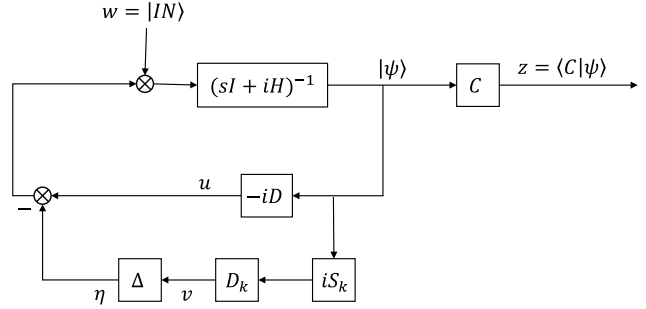 w = |IN⟩
(sI + iH)⁻¹
|ψ⟩
C
z = ⟨C|ψ⟩
u
−iD
−
η
Δ
v
Dₖ
iSₖ